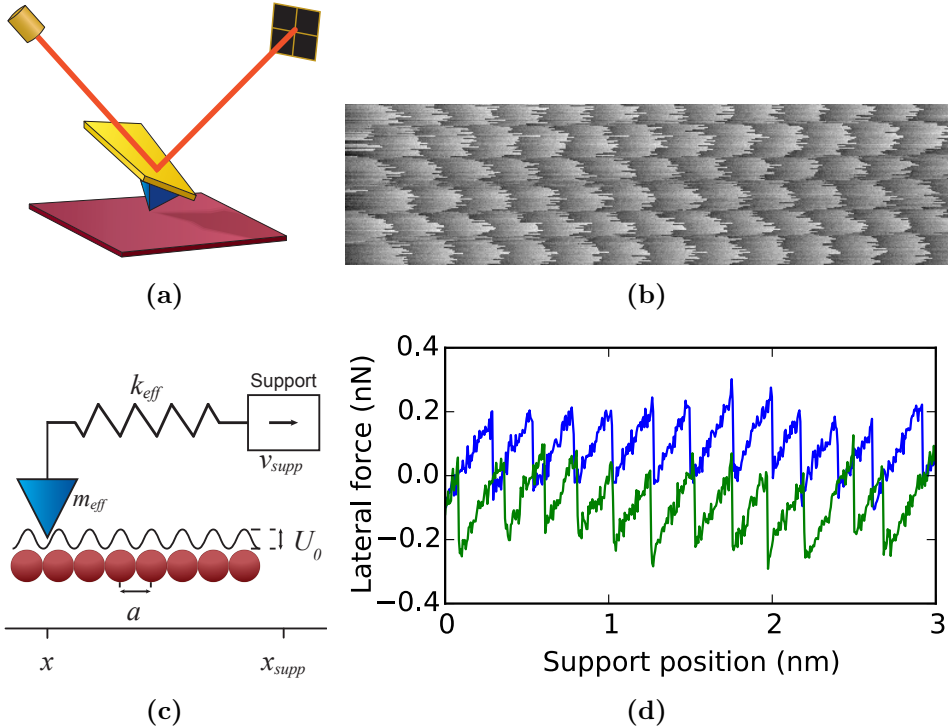 (a)
(b)
Support
k_eff
v_supp
m_eff
U_0
a
x
x_supp
(c)
Lateral force (nN)
0.4
0.2
0.0
−0.2
−0.4
0
1
2
3
Support position (nm)
(d)